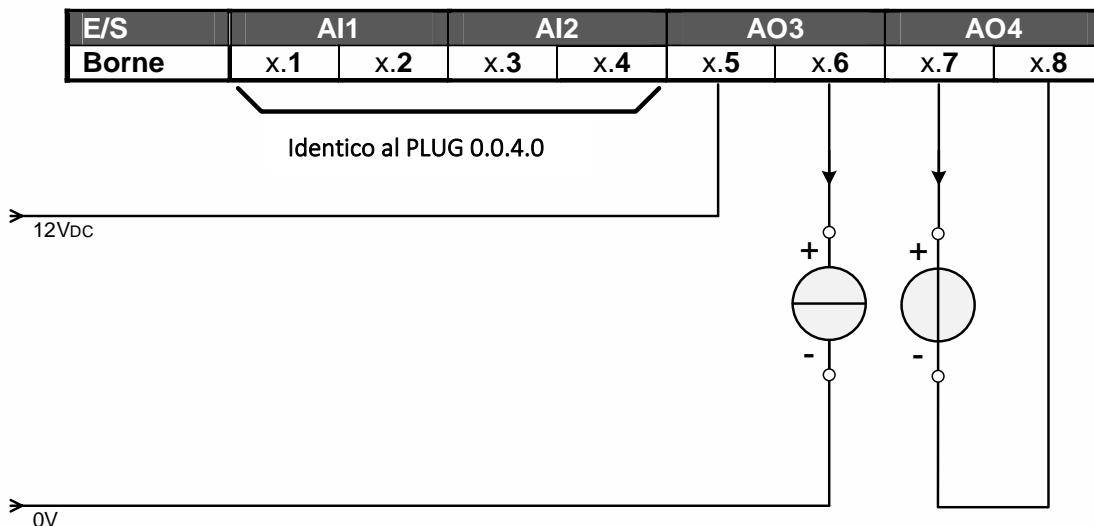 E/S AI1 AI2 AO3 AO4
Borne x.1 x.2 x.3 x.4 x.5 x.6 x.7 x.8
Identico al PLUG 0.0.4.0
12VDC
+ +
- -
0V